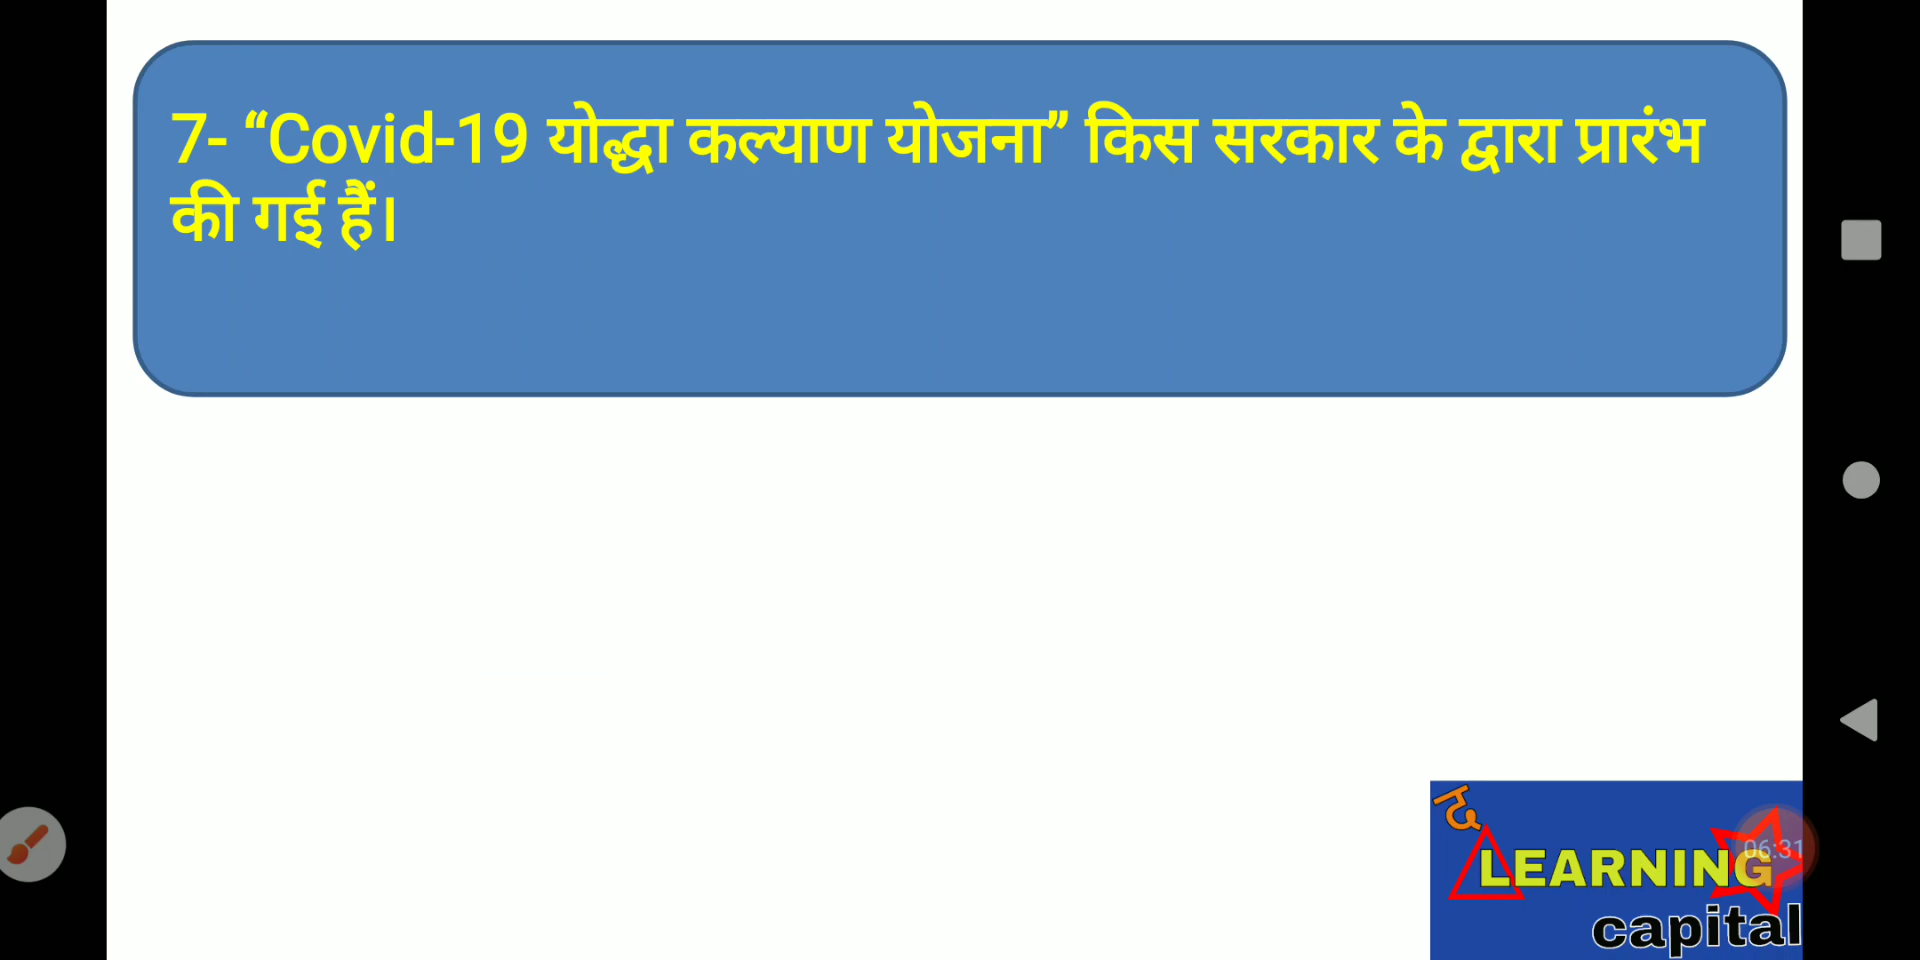 7- “Covid-19 योद्धा कल्याण योजना” किस सरकार के द्वारा प्रारंभ
की गई हैं।
द
LEARNING
06:31
capital